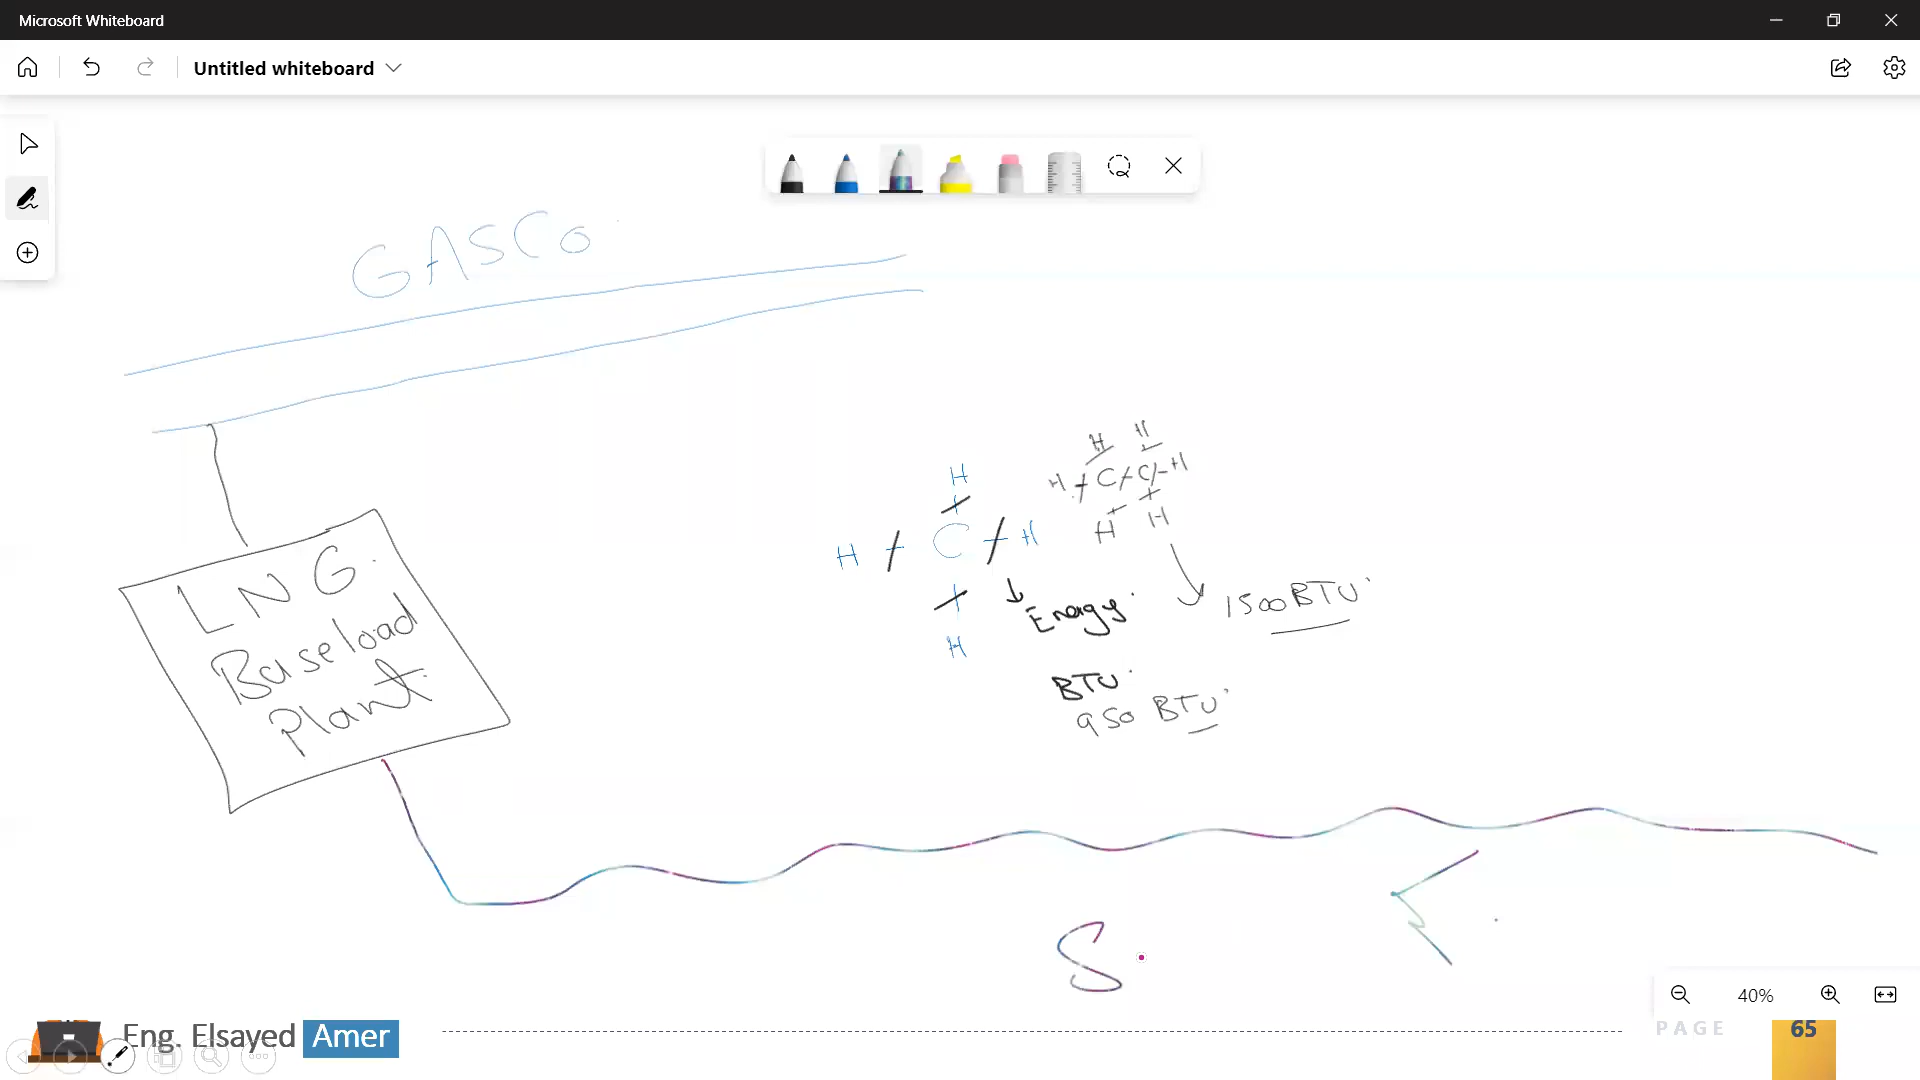 Microsoft Whiteboard
Untitled whiteboard
GASCo
H H
H C C H
H H
H
H C H
H
LNG
Baseload
Plant
Energy
1500 BTU
BTU
950 BTU
S
40%
Eng. Elsayed Amer
PAGE 65